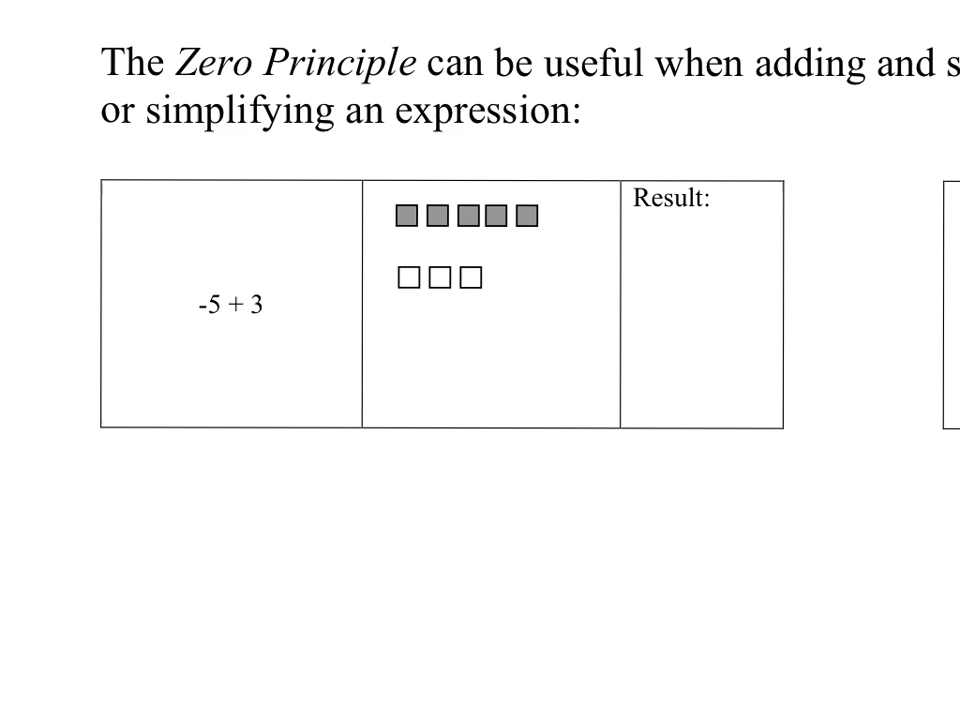 The Zero Principle can be useful when adding and s
or simplifying an expression:
Result:
-5 + 3